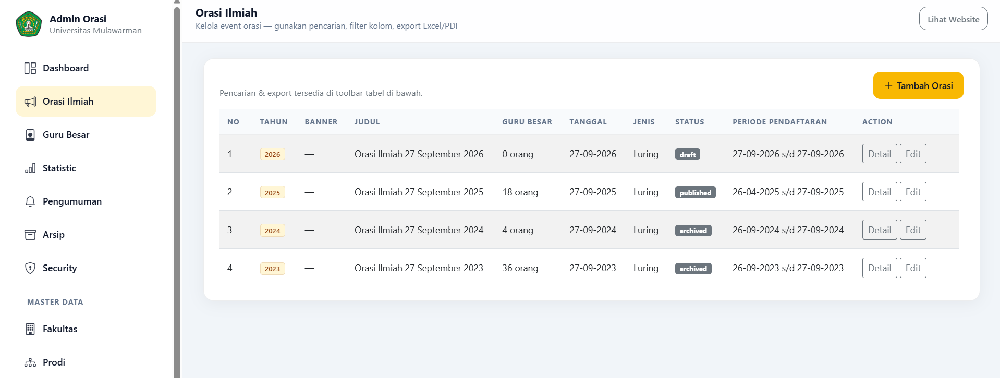 Admin Orasi
Universitas Mulawarman
Dashboard
Orasi Ilmiah
Guru Besar
Statistic
Pengumuman
Arsip
Security
MASTER DATA
Fakultas
Prodi
Orasi Ilmiah
Kelola event orasi — gunakan pencarian, filter kolom, export Excel/PDF
Lihat Website
+ Tambah Orasi
Pencarian & export tersedia di toolbar tabel di bawah.
NO TAHUN BANNER JUDUL GURU BESAR TANGGAL JENIS STATUS PERIODE PENDAFTARAN ACTION
1 2026 — Orasi Ilmiah 27 September 2026 0 orang 27-09-2026 Luring draft 27-09-2026 s/d 27-09-2026 Detail Edit
2 2025 — Orasi Ilmiah 27 September 2025 18 orang 27-09-2025 Luring published 26-04-2025 s/d 27-09-2025 Detail Edit
3 2024 — Orasi Ilmiah 27 September 2024 4 orang 27-09-2024 Luring archived 26-09-2024 s/d 27-09-2024 Detail Edit
4 2023 — Orasi Ilmiah 27 September 2023 36 orang 27-09-2023 Luring archived 26-09-2023 s/d 27-09-2023 Detail Edit